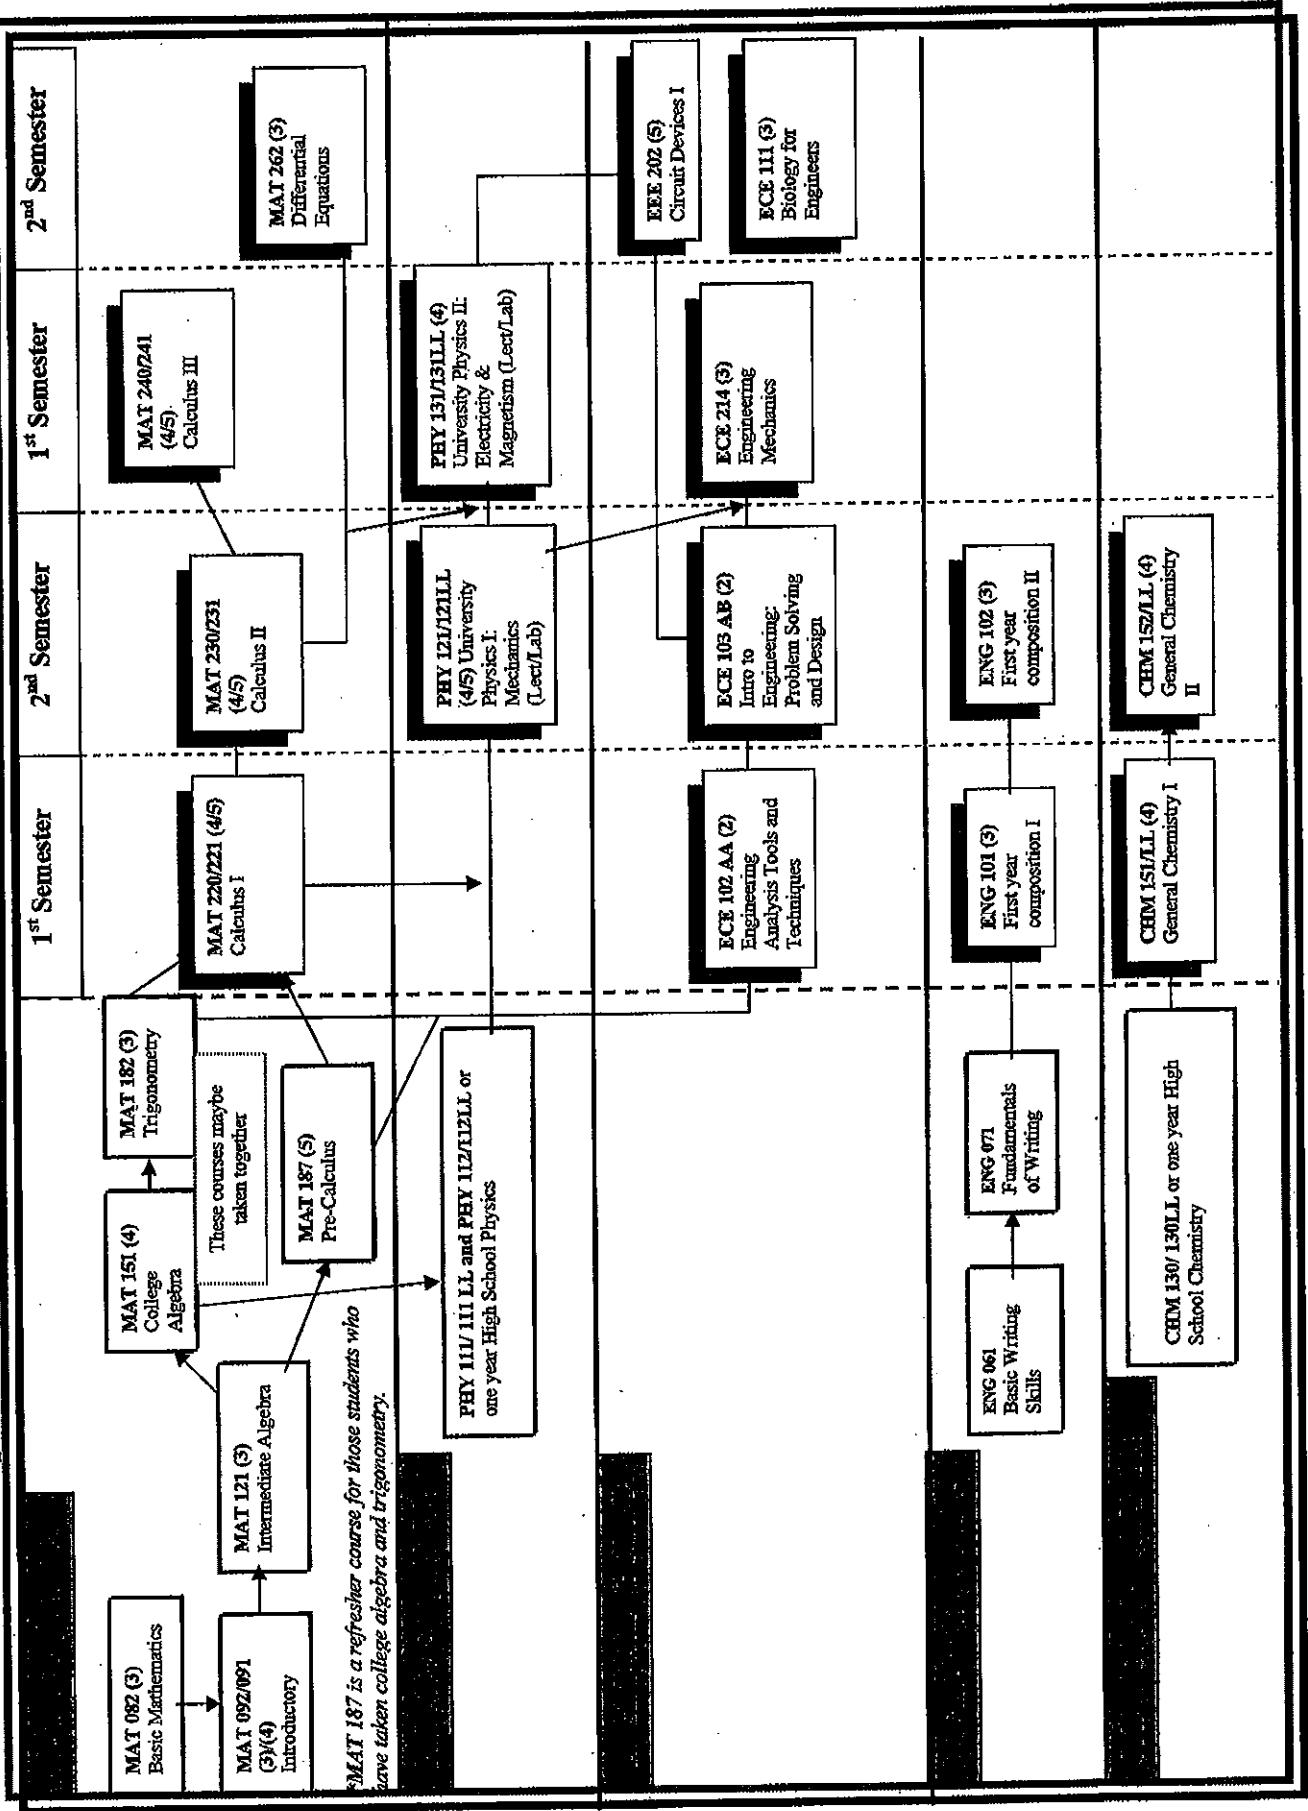 1st Semester
2nd Semester
1st Semester
2nd Semester
MAT 082 (3)
Basic Mathematics
MAT 092/091
(3)/(4)
Introductory
MAT 121 (3)
Intermediate Algebra
MAT 151 (4)
College
Algebra
MAT 182 (3)
Trigonometry
These courses maybe
taken together
MAT 187 (5)
Pre-Calculus
*MAT 187 is a refresher course for those students who
have taken college algebra and trigonometry.
MAT 220/221 (4/5)
Calculus I
MAT 230/231
(4/5)
Calculus II
MAT 240/241
(4/5)
Calculus III
MAT 262 (3)
Differential
Equations
PHY 111/ 111 LL and PHY 112/112LL or
one year High School Physics
PHY 121/121LL
(4/5) University
Physics I:
Mechanics
(Lect/Lab)
PHY 131/131LL (4)
University Physics II:
Electricity &
Magnetism (Lect/Lab)
ECE 102 AA (2)
Engineering
Analysis Tools and
Techniques
ECE 103 AB (2)
Intro to
Engineering:
Problem Solving
and Design
ECE 214 (3)
Engineering
Mechanics
EEE 202 (5)
Circuit Devices I
ECE 111 (3)
Biology for
Engineers
ENG 061
Basic Writing
Skills
ENG 071
Fundamentals
of Writing
ENG 101 (3)
First year
composition I
ENG 102 (3)
First year
composition II
CHM 130/ 130LL or one year High
School Chemistry
CHM 151/LL (4)
General Chemistry I
CHM 152/LL (4)
General Chemistry
II